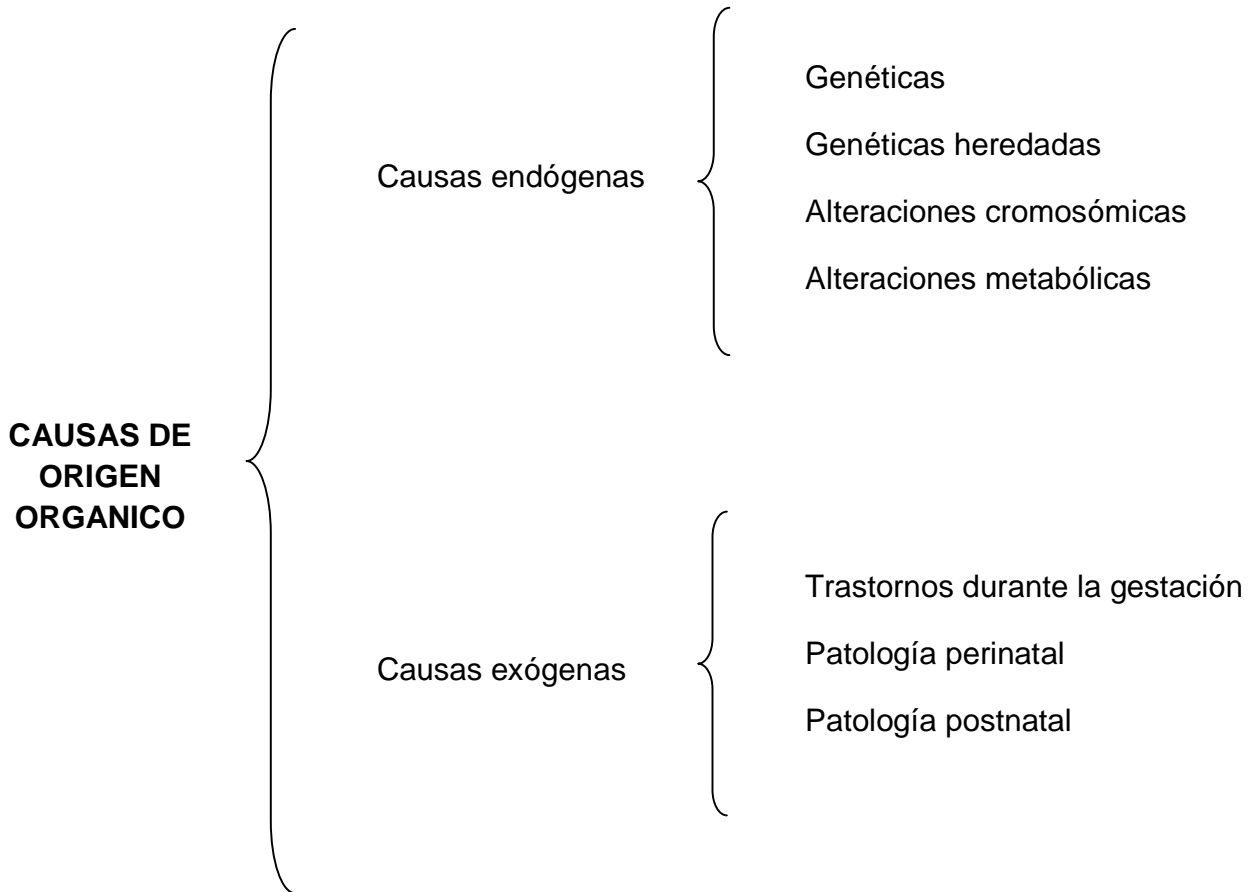 CAUSAS DE
ORIGEN
ORGANICO
Causas endógenas
Genéticas
Genéticas heredadas
Alteraciones cromosómicas
Alteraciones metabólicas
Causas exógenas
Trastornos durante la gestación
Patología perinatal
Patología postnatal